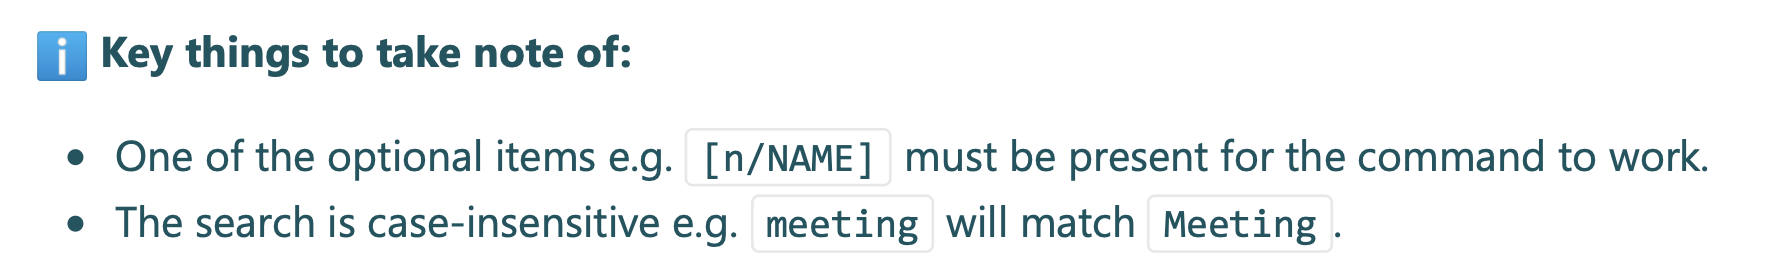 ℹ️ Key things to take note of:
• One of the optional items e.g. [n/NAME] must be present for the command to work.
• The search is case-insensitive e.g. meeting will match Meeting.